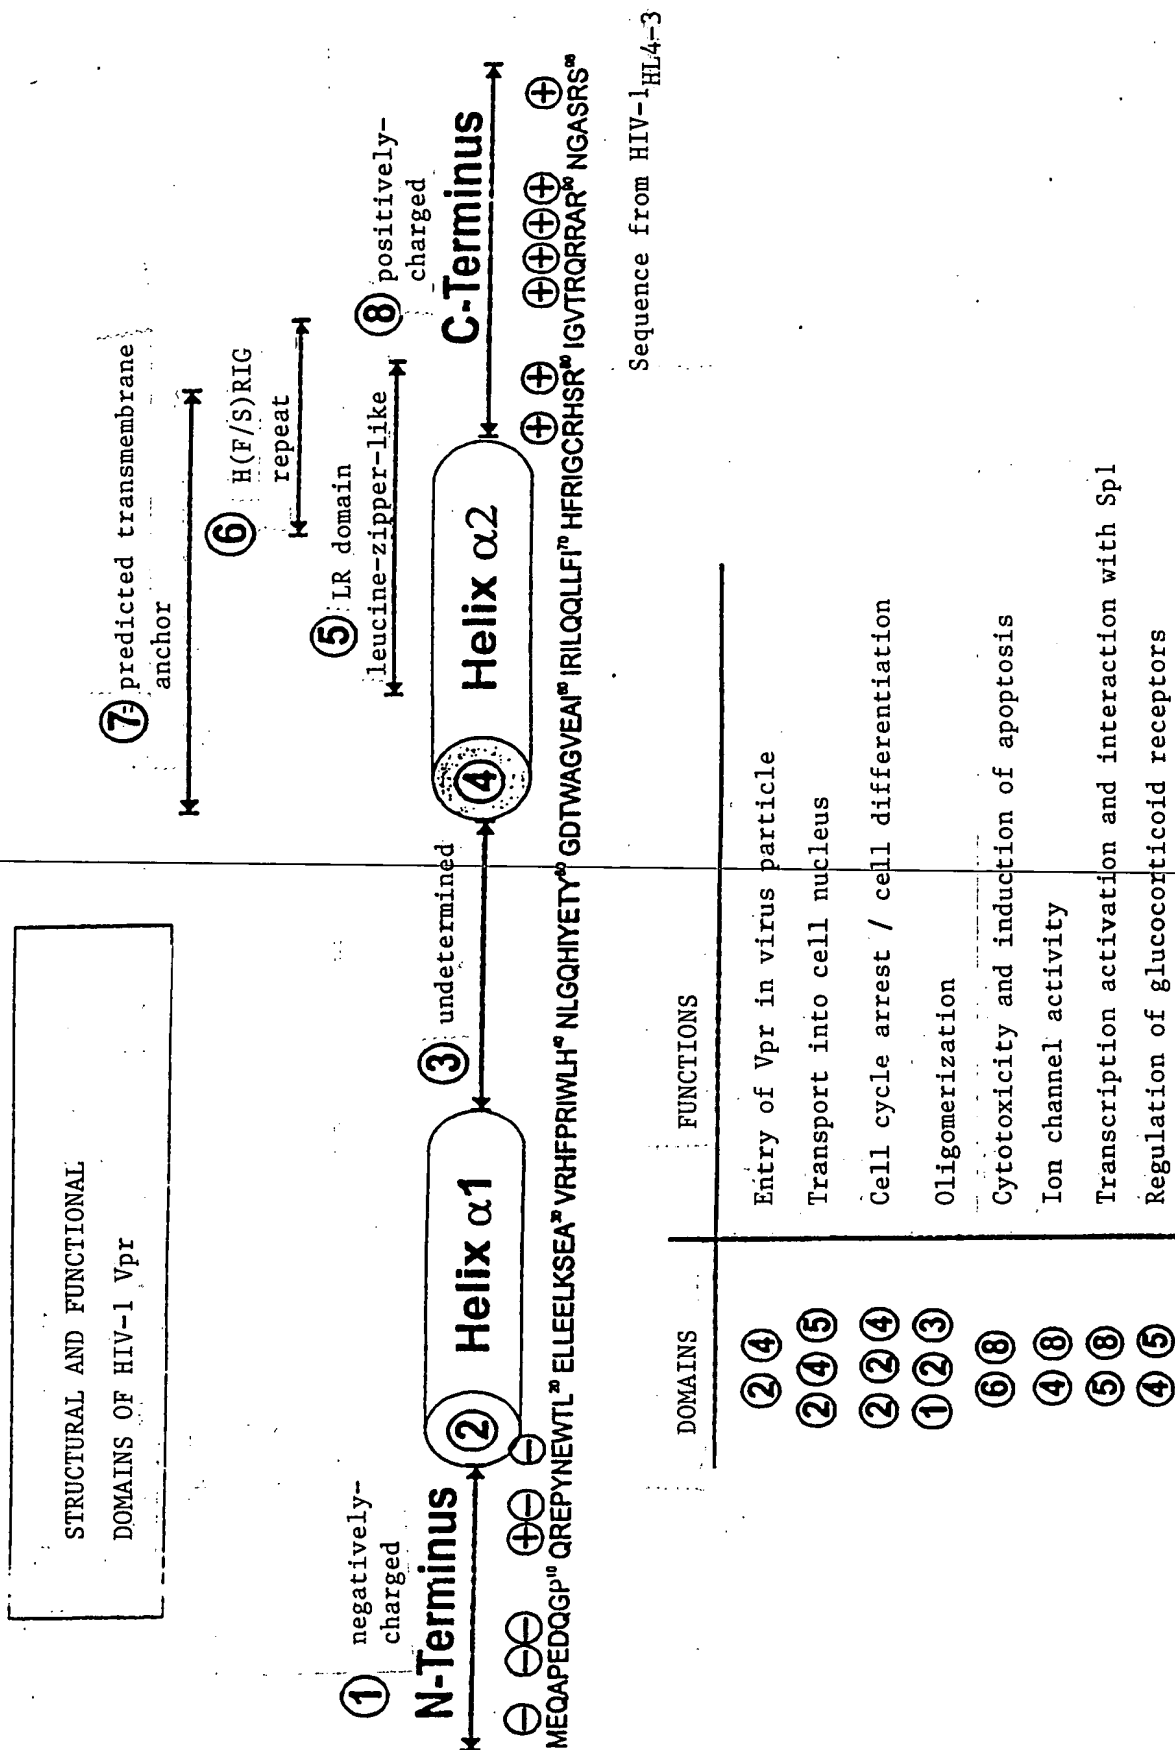 STRUCTURAL AND FUNCTIONAL
DOMAINS OF HIV-1 Vpr
⑦ predicted transmembrane
anchor
⑥ H(F/S)RIG
repeat
⑤ LR domain
leucine-zipper-like
① negatively-
charged
③ undetermined
⑧ positively-
charged
N-Terminus
② Helix α1
④ Helix α2
C-Terminus
⊖ ⊖⊖ ⊕⊖ ⊖ ⊕ ⊕ ⊕⊕⊕⊕ ⊕
MEQAPEDQGP¹⁰ QREPYNEWTL²⁰ ELLEELKSEA³⁰ VRHFPRIWLH⁴⁰ NLGQHIYETY⁵⁰ GDTWAGVEAI⁶⁰ IRILQQLLFI⁷⁰ HFRIGCRHSR⁸⁰ IGVTRQRRAR⁹⁰ NGASRS⁹⁶
Sequence from HIV-1HL4-3
DOMAINS FUNCTIONS
②④ Entry of Vpr in virus particle
②④⑤ Transport into cell nucleus
②②④ Cell cycle arrest / cell differentiation
①②③ Oligomerization
⑥⑧ Cytotoxicity and induction of apoptosis
④⑧ Ion channel activity
⑤⑧ Transcription activation and interaction with Spl
④⑤ Regulation of glucocorticoid receptors